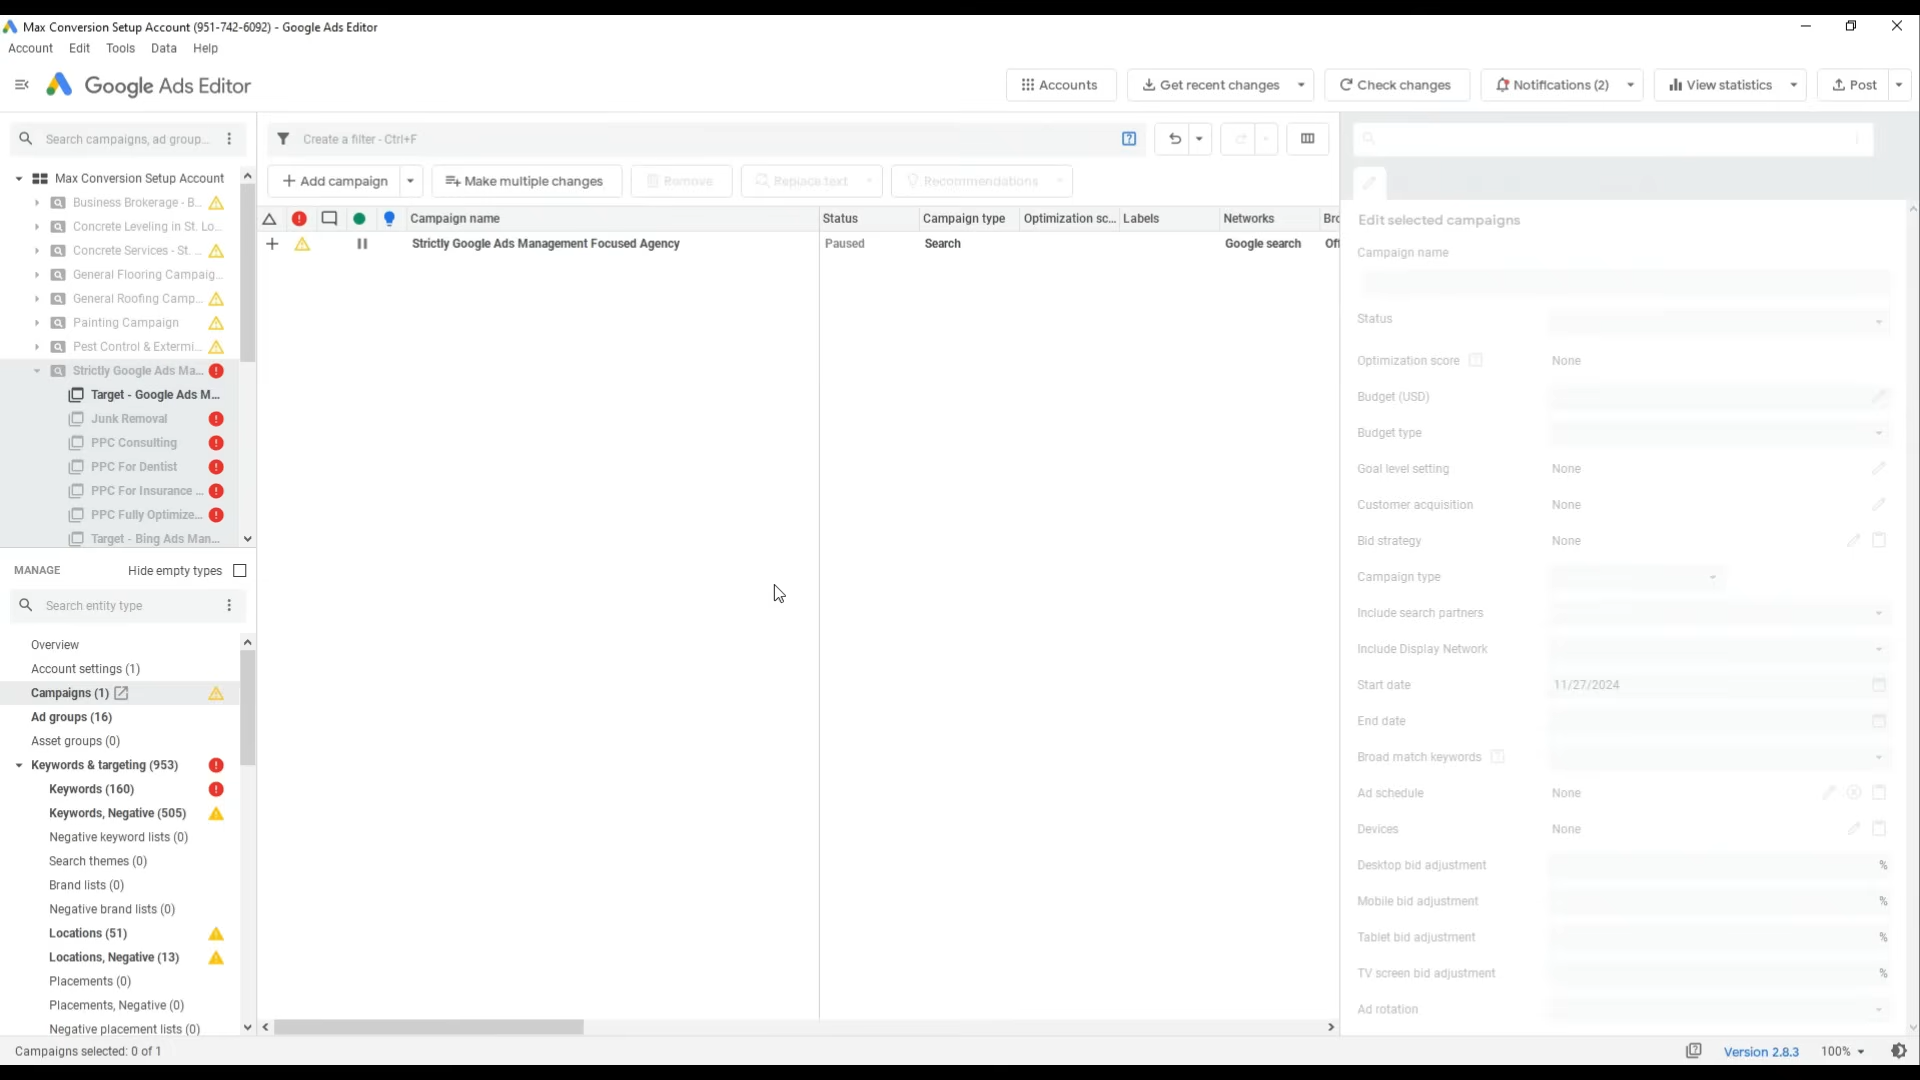 Max Conversion Setup Account (951-742-6092) - Google Ads Editor
Account Edit Tools Data Help
Google Ads Editor
Accounts Get recent changes Check changes Notifications (2) View statistics Post
Search campaigns, ad group...
Create a filter - Ctrl+F
Add campaign Make multiple changes Remove Replace text Recommendations
Max Conversion Setup Account
Business Brokerage - B...
Concrete Leveling in St. Lo...
Concrete Services - St. ...
General Flooring Campaig...
General Roofing Camp...
Painting Campaign
Pest Control & Extermi...
Strictly Google Ads Ma...
Target - Google Ads M...
Junk Removal
PPC Consulting
PPC For Dentist
PPC For Insurance ...
PPC Fully Optimize...
Target - Bing Ads Man...
MANAGE Hide empty types
Search entity type
Overview
Account settings (1)
Campaigns (1)
Ad groups (16)
Asset groups (0)
Keywords & targeting (953)
Keywords (160)
Keywords, Negative (505)
Negative keyword lists (0)
Search themes (0)
Brand lists (0)
Negative brand lists (0)
Locations (51)
Locations, Negative (13)
Placements (0)
Placements, Negative (0)
Negative placement lists (0)
Campaign name Status Campaign type Optimization sc... Labels Networks Bro
Strictly Google Ads Management Focused Agency Paused Search Google search Off
Edit selected campaigns
Campaign name
Status
Optimization score None
Budget (USD)
Budget type
Goal level setting None
Customer acquisition None
Bid strategy None
Campaign type
Include search partners
Include Display Network
Start date 11/27/2024
End date
Broad match keywords
Ad schedule None
Devices None
Desktop bid adjustment %
Mobile bid adjustment %
Tablet bid adjustment %
TV screen bid adjustment %
Ad rotation
Campaigns selected: 0 of 1
Version 2.8.3 100%